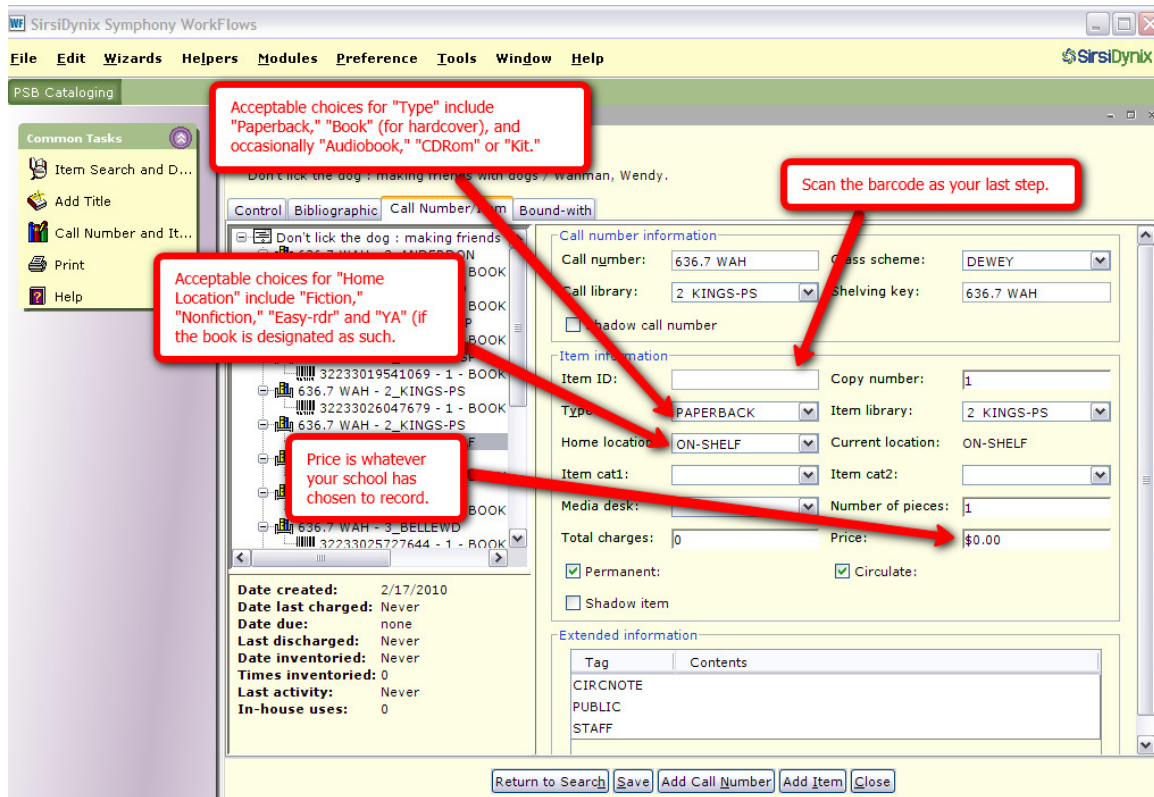 WF SirsiDynix Symphony WorkFlows
File Edit Wizards Helpers Modules Preference Tools Window Help
SirsiDynix
PSB Cataloging
Common Tasks
Item Search and D...
Add Title
Call Number and It...
Print
Help
Acceptable choices for "Type" include
"Paperback," "Book" (for hardcover), and
occasionally "Audiobook," "CDRom" or "Kit."
Don't lick the dog : making friends with dogs / Wahman, Wendy.
Scan the barcode as your last step.
Control Bibliographic Call Number/Item Bound-with
Don't lick the dog : making friends
BOOK
Acceptable choices for "Home
Location" include "Fiction,"
"Nonfiction," "Easy-rdr" and "YA" (if
the book is designated as such.
BOOK
BOOK
32233019541069 - 1 - BOOK
636.7 WAH - 2_KINGS-PS
32233026047679 - 1 - BOOK
636.7 WAH - 2_KINGS-PS
Price is whatever
your school has
chosen to record.
BOOK
636.7 WAH - 3_BELLEWD
32233025727644 - 1 - BOOK
Date created: 2/17/2010
Date last charged: Never
Date due: none
Last discharged: Never
Date inventoried: Never
Times inventoried: 0
Last activity: Never
In-house uses: 0
Call number information
Call number: 636.7 WAH Class scheme: DEWEY
Call library: 2_KINGS-PS Shelving key: 636.7 WAH
Shadow call number
Item information
Item ID: Copy number: 1
Type: PAPERBACK Item library: 2_KINGS-PS
Home location: ON-SHELF Current location: ON-SHELF
Item cat1: Item cat2:
Media desk: Number of pieces: 1
Total charges: 0 Price: $0.00
Permanent: Circulate:
Shadow item
Extended information
Tag Contents
CIRCNOTE
PUBLIC
STAFF
Return to Search Save Add Call Number Add Item Close